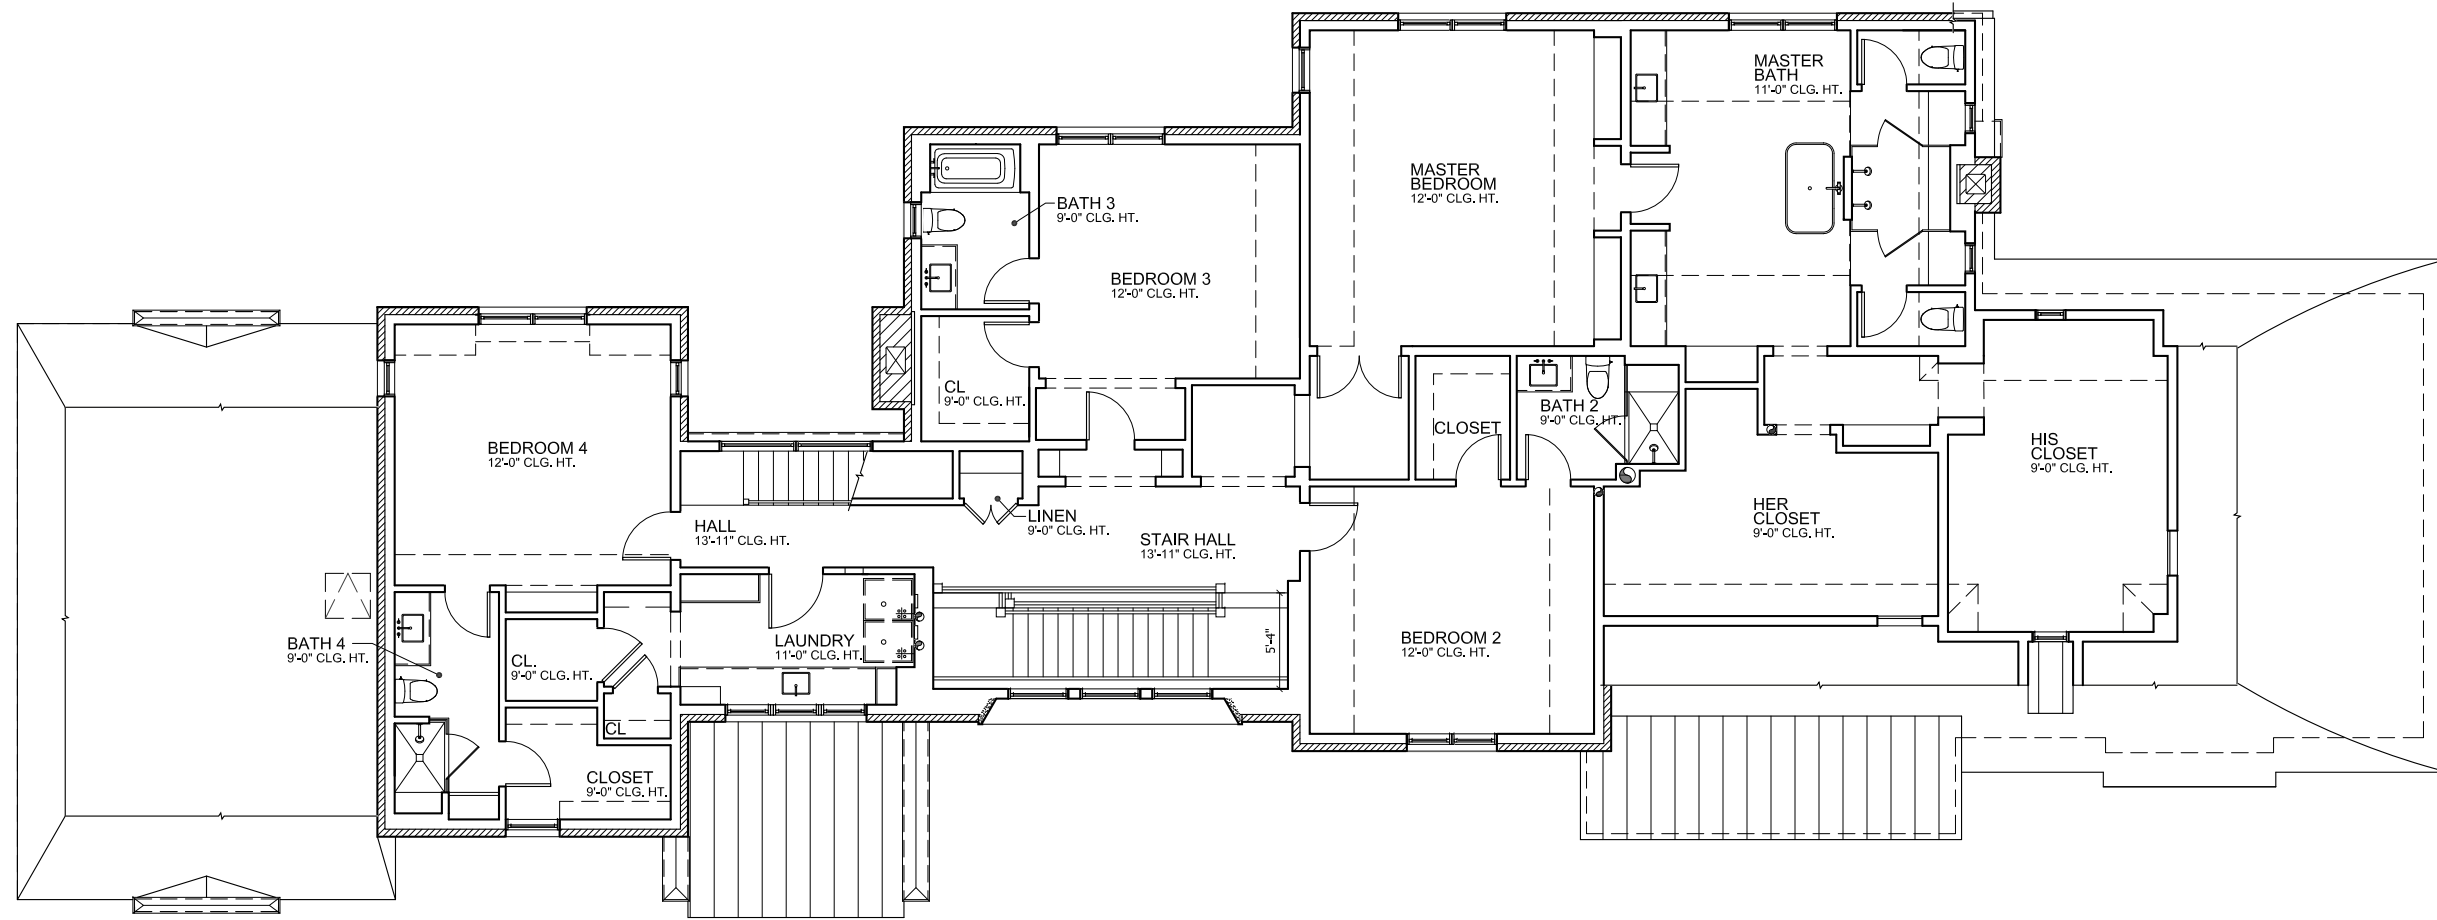 MASTER
BATH
11'-0" CLG. HT.
MASTER
BEDROOM
12'-0" CLG. HT.
BATH 3
9'-0" CLG. HT.
BEDROOM 3
12'-0" CLG. HT.
CL
9'-0" CLG. HT.
BATH 2
9'-0" CLG. HT.
CLOSET
BEDROOM 4
12'-0" CLG. HT.
HIS
CLOSET
9'-0" CLG. HT.
HER
CLOSET
9'-0" CLG. HT.
LINEN
9'-0" CLG. HT.
HALL
13'-11" CLG. HT.
STAIR HALL
13'-11" CLG. HT.
BATH 4
9'-0" CLG. HT.
CL.
9'-0" CLG. HT.
LAUNDRY
11'-0" CLG. HT.
5'-4"
BEDROOM 2
12'-0" CLG. HT.
CL
CLOSET
9'-0" CLG. HT.